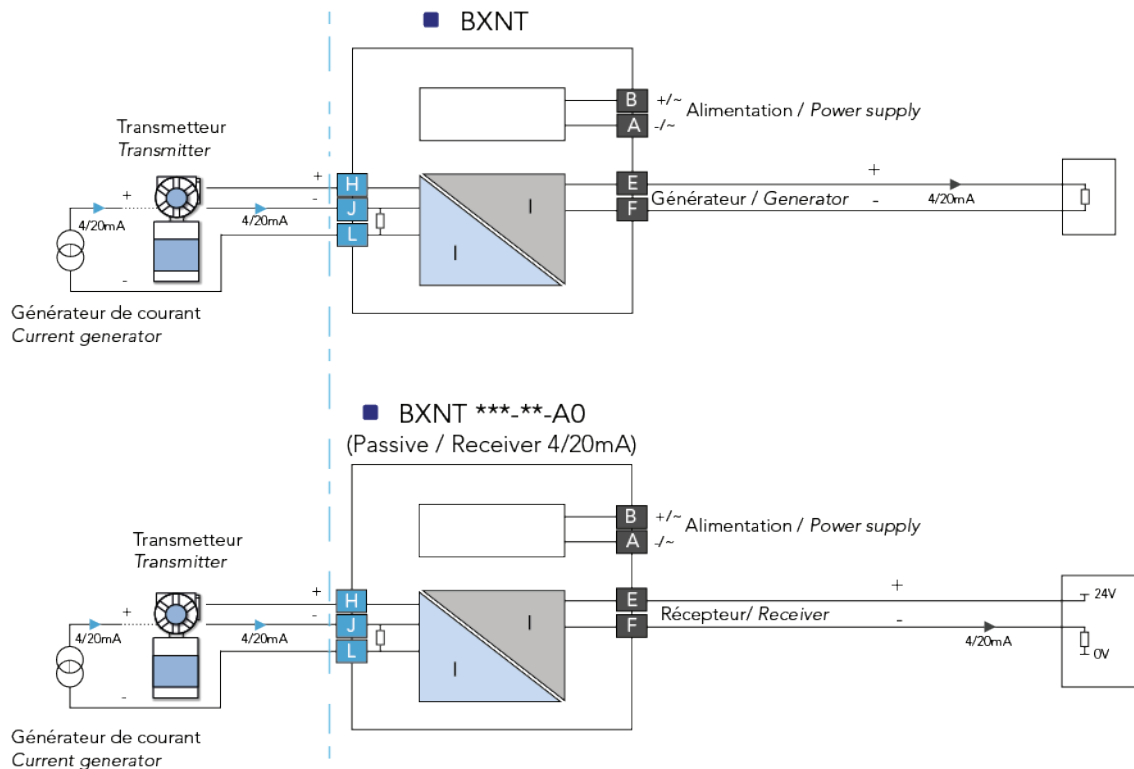 BXNT
B +/~ Alimentation / Power supply
A -/~
Transmetteur
Transmitter
+
-
+
H
J
L
4/20mA
4/20mA
-
I
I
E
F
Générateur / Generator
+
-
4/20mA
Générateur de courant
Current generator
BXNT ***-**-A0
(Passive / Receiver 4/20mA)
B +/~ Alimentation / Power supply
A -/~
Transmetteur
Transmitter
+
-
+
H
J
L
4/20mA
4/20mA
-
I
I
E
F
Récepteur/ Receiver
+
-
4/20mA
24V
0V
Générateur de courant
Current generator